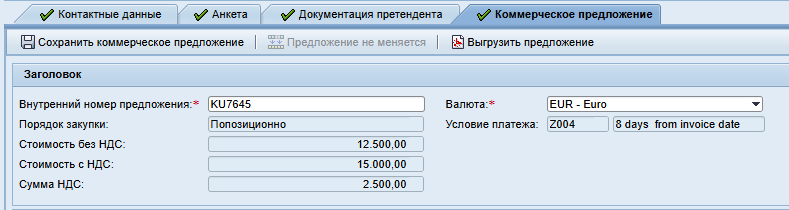 Контактные данные Анкета Документация претендента Коммерческое предложение
Сохранить коммерческое предложение Предложение не меняется Выгрузить предложение
Заголовок
Внутренний номер предложения:* KU7645 Валюта:* EUR - Euro
Порядок закупки: Попозиционно Условие платежа: Z004 8 days from invoice date
Стоимость без НДС: 12.500,00
Стоимость с НДС: 15.000,00
Сумма НДС: 2.500,00